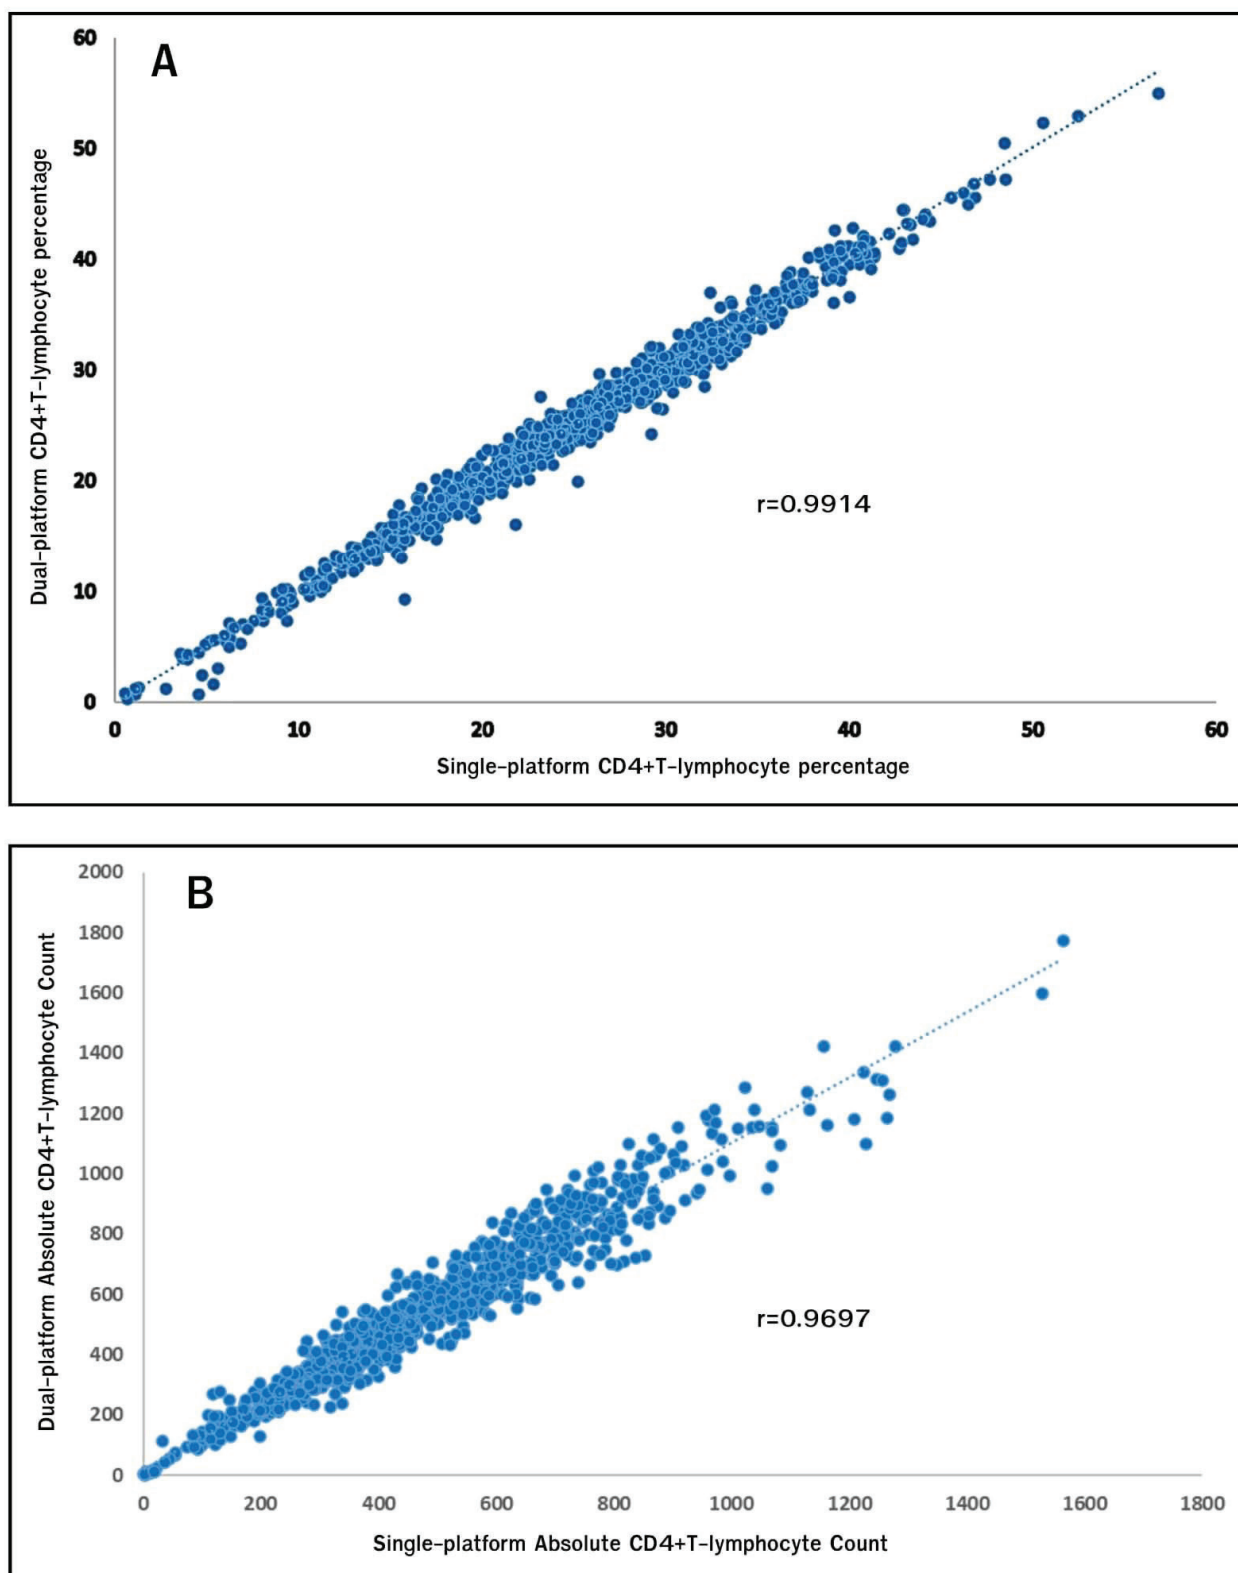 A
60
50
40
30
20
10
0
Dual-platform CD4+T-lymphocyte percentage
r=0.9914
0 10 20 30 40 50 60
Single-platform CD4+T-lymphocyte percentage
B
2000
1800
1600
1400
1200
1000
800
600
400
200
0
Dual-platform Absolute CD4+T-lymphocyte Count
r=0.9697
0 200 400 600 800 1000 1200 1400 1600 1800
Single-platform Absolute CD4+T-lymphocyte Count